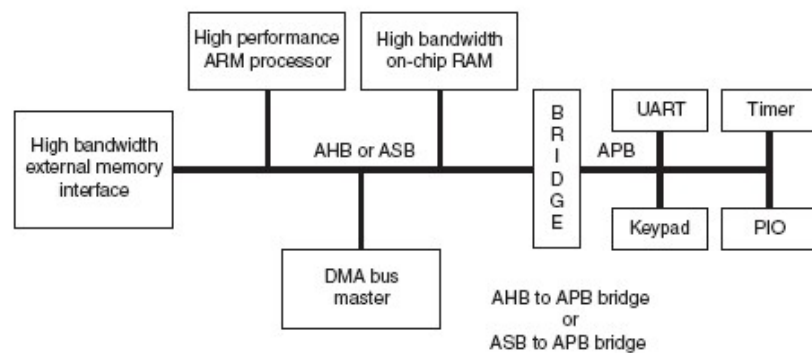 High performance
ARM processor
High bandwidth
on-chip RAM
High bandwidth
external memory
interface
AHB or ASB
B
R
I
D
G
E
APB
UART
Timer
Keypad
PIO
DMA bus
master
AHB to APB bridge
or
ASB to APB bridge